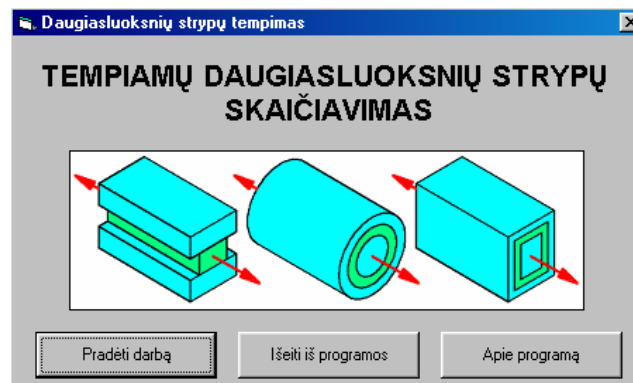 Daugiasluoksnių strypų tempimas
TEMPIAMŲ DAUGIASLUOKSNIŲ STRYPŲ
SKAIČIAVIMAS
Pradėti darbą
Išeiti iš programos
Apie programą